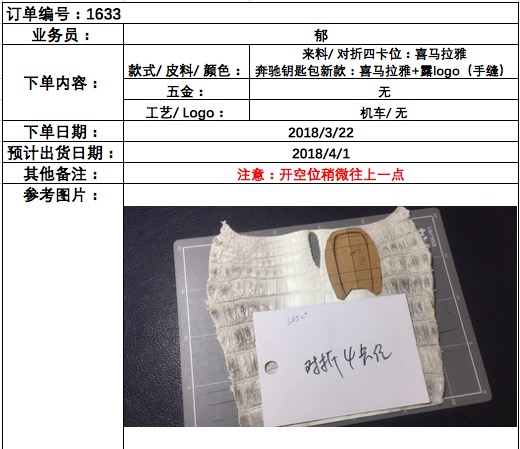 订单编号：1633
业务员： 郁
下单内容：
款式/ 皮料/ 颜色：
来料/ 对折四卡位：喜马拉雅
奔驰钥匙包新款：喜马拉雅+露logo（手缝）
五金： 无
工艺/ Logo： 机车/ 无
下单日期： 2018/3/22
预计出货日期： 2018/4/1
其他备注： 注意：开空位稍微往上一点
参考图片：
对折4卡位